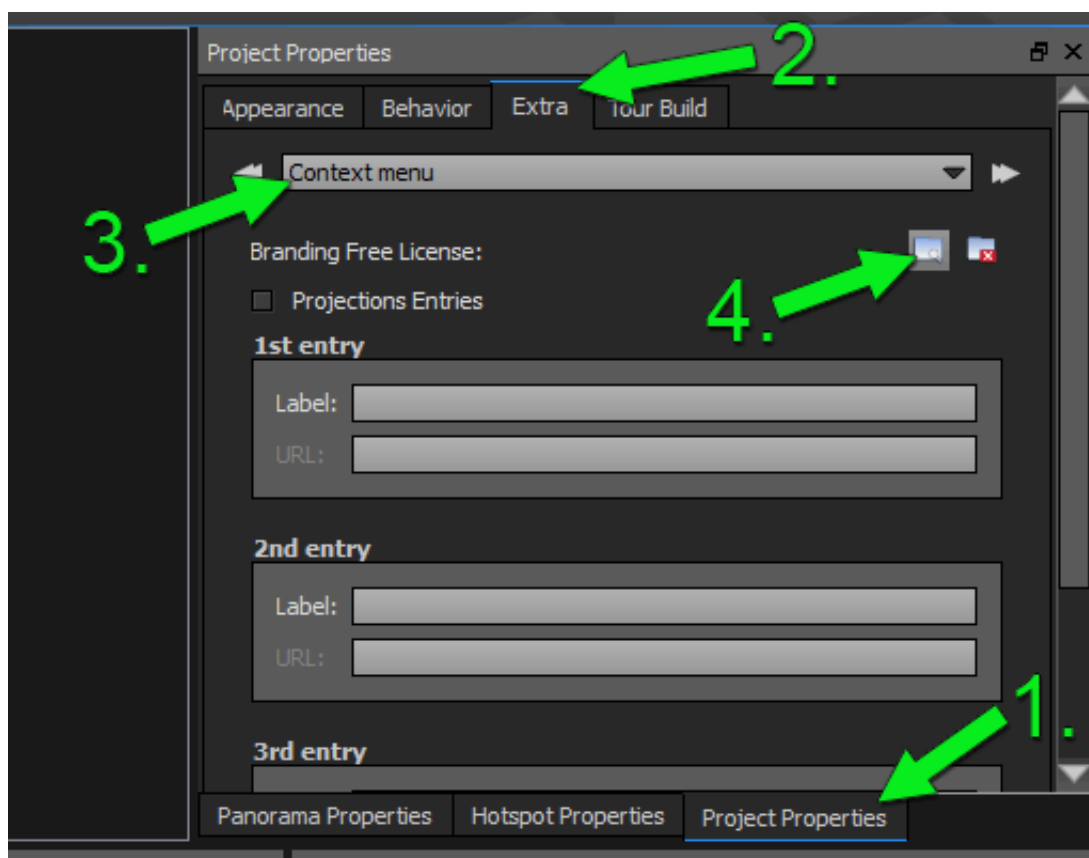 Project Properties
2.
Appearance Behavior Extra Tour Build
Context menu
3.
Branding Free License:
4.
Projections Entries
1st entry
Label:
URL:
2nd entry
Label:
URL:
1.
3rd entry
Panorama Properties Hotspot Properties Project Properties